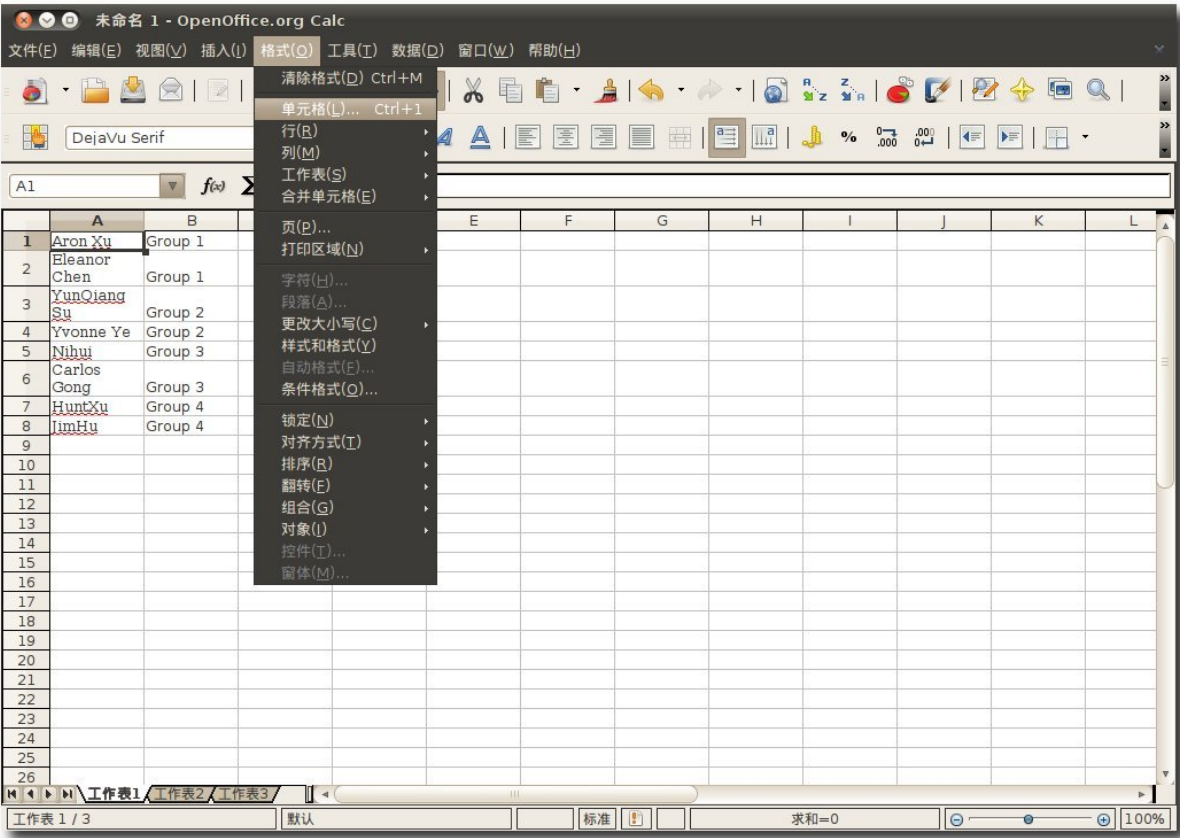 未命名 1 - OpenOffice.org Calc
文件(F) 编辑(E) 视图(V) 插入(I) 格式(O) 工具(T) 数据(D) 窗口(W) 帮助(H)
清除格式(D) Ctrl+M
单元格(L)... Ctrl+1
行(R)
列(M)
工作表(S)
合并单元格(E)
页(P)...
打印区域(N)
字符(H)...
段落(A)...
更改大小写(C)
样式和格式(Y)
自动格式(F)...
条件格式(O)...
锁定(N)
对齐方式(T)
排序(R)
翻转(F)
组合(G)
对象(I)
控件(T)...
窗体(M)...
DejaVu Serif
A1 f(x) Σ
A B E F G H I J K L
1 Aron Xu Group 1
2 Eleanor Chen Group 1
3 YunQiang Su Group 2
4 Yvonne Ye Group 2
5 Nihui Group 3
6 Carlos Gong Group 3
7 HuntXu Group 4
8 JimHu Group 4
9
10
11
12
13
14
15
16
17
18
19
20
21
22
23
24
25
26
工作表1 工作表2 工作表3
工作表 1 / 3 默认 标准 求和=0 100%